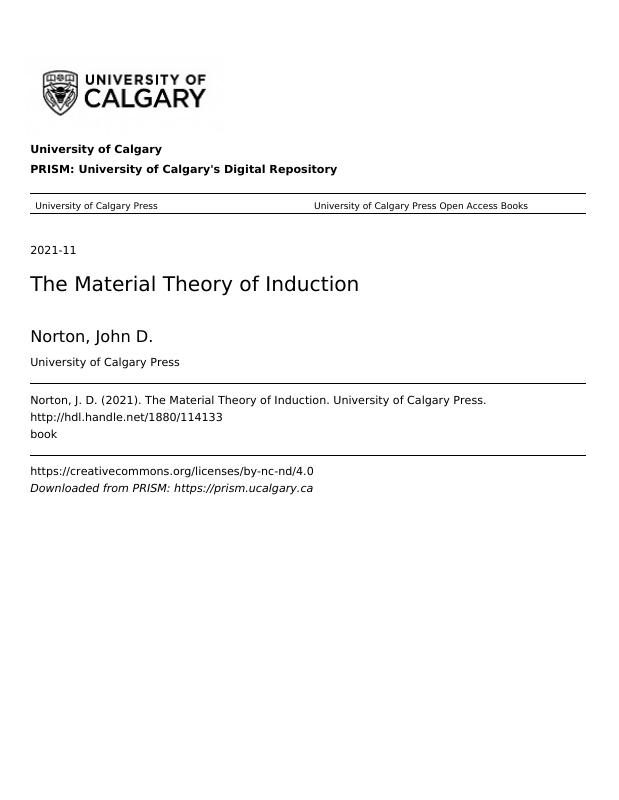 UNIVERSITY OF
CALGARY
University of Calgary
PRISM: University of Calgary's Digital Repository
University of Calgary Press University of Calgary Press Open Access Books
2021-11
The Material Theory of Induction
Norton, John D.
University of Calgary Press
Norton, J. D. (2021). The Material Theory of Induction. University of Calgary Press.
http://hdl.handle.net/1880/114133
book
https://creativecommons.org/licenses/by-nc-nd/4.0
Downloaded from PRISM: https://prism.ucalgary.ca